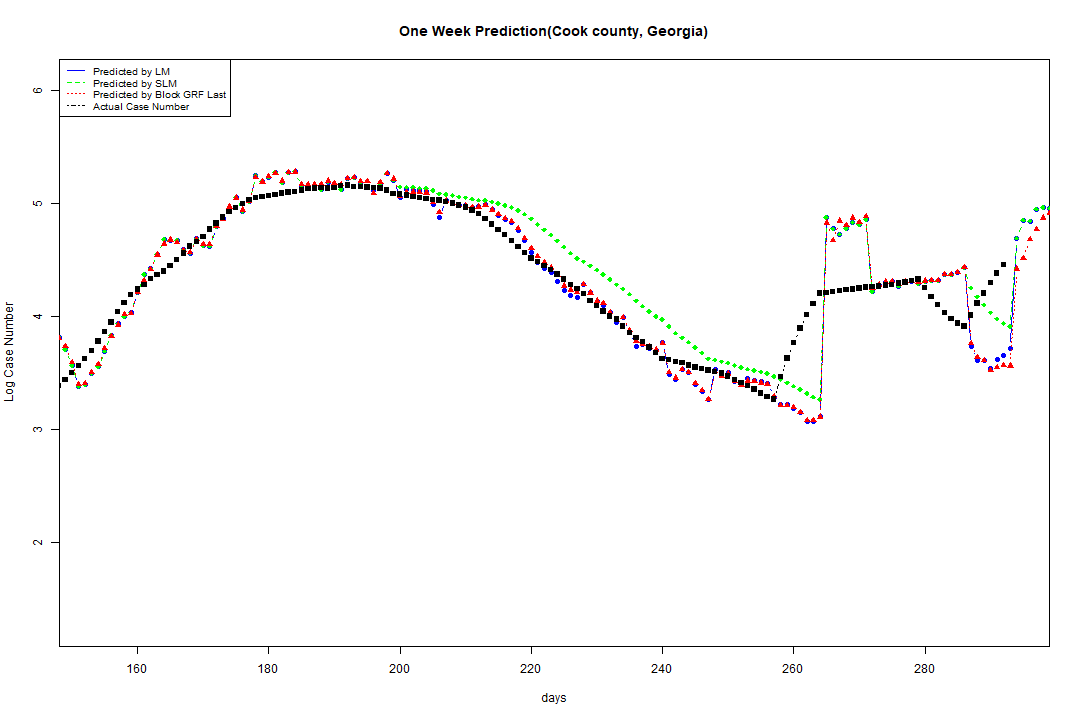 One Week Prediction(Cook county, Georgia)
Predicted by LM
Predicted by SLM
Predicted by Block GRF Last
Actual Case Number
6
5
4
3
2
Log Case Number
160 180 200 220 240 260 280
days